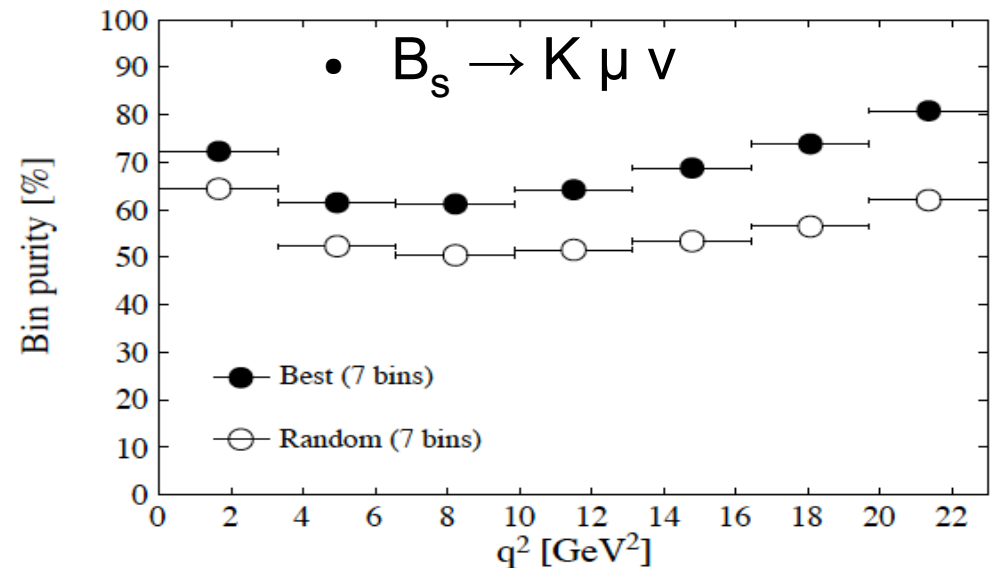 • B_s → K μ ν
Bin purity [%]
100
90
80
70
60
50
40
30
20
10
0
Best (7 bins)
Random (7 bins)
0 2 4 6 8 10 12 14 16 18 20 22
q² [GeV²]